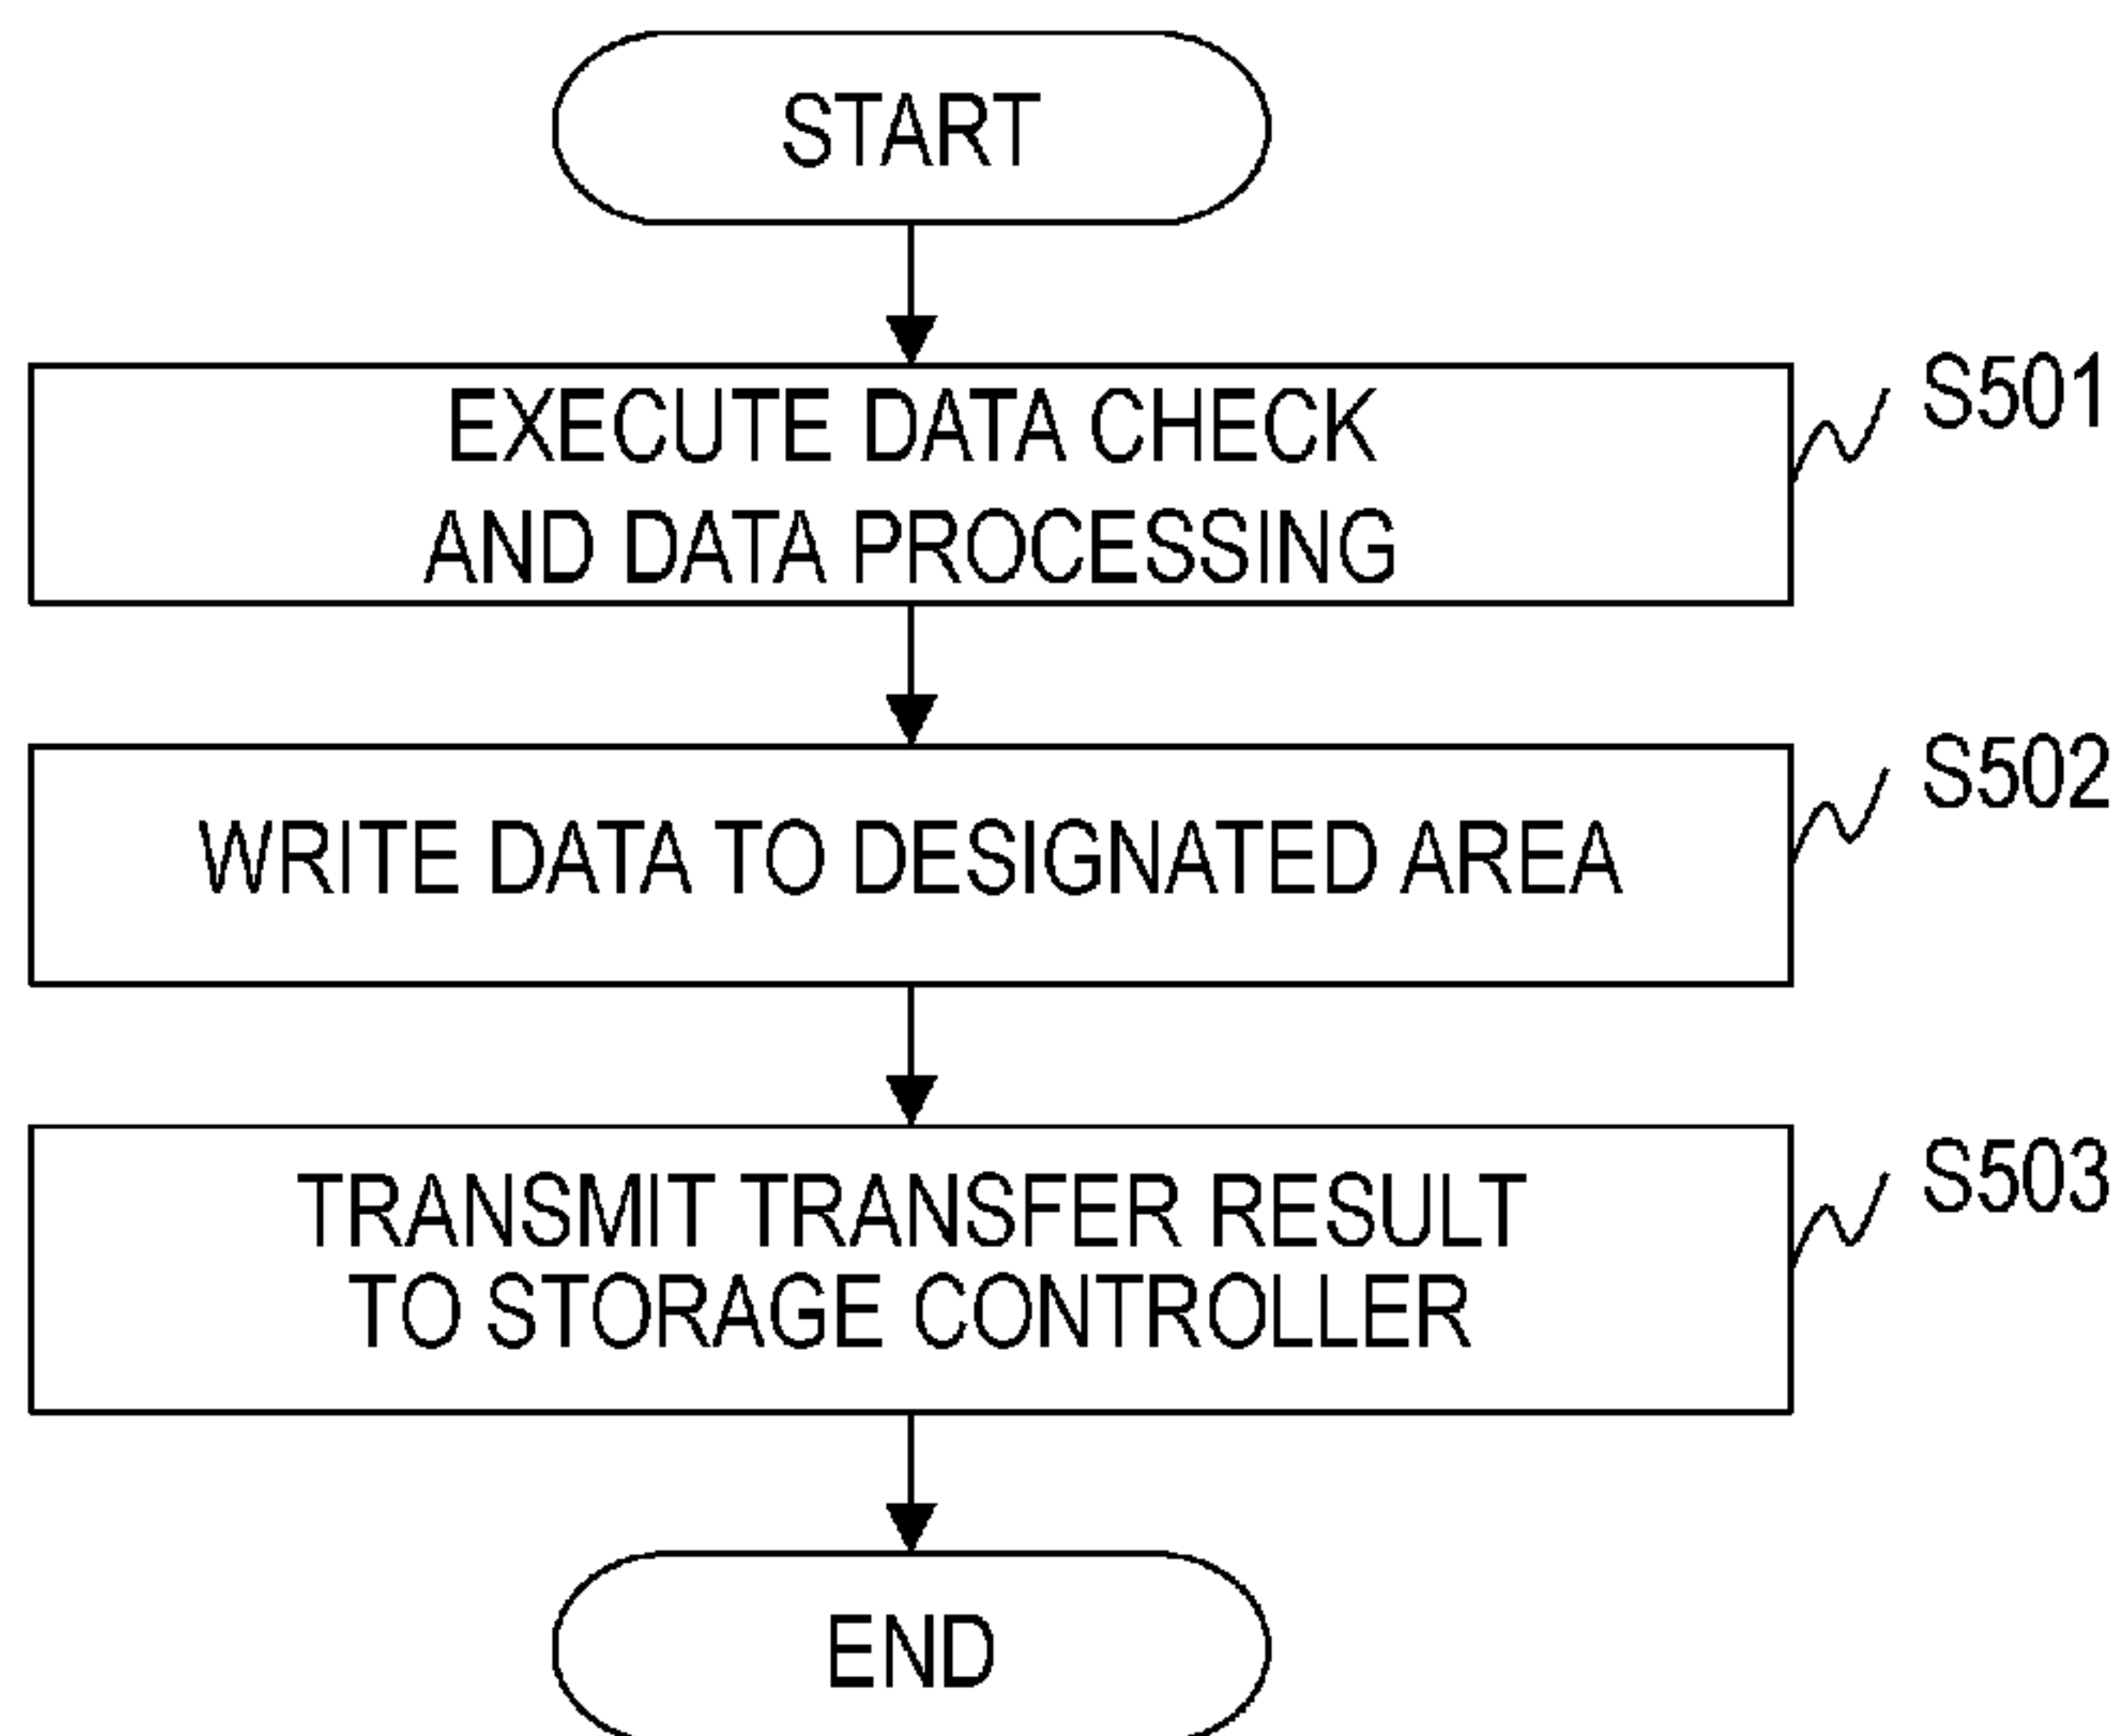 START
EXECUTE DATA CHECK
AND DATA PROCESSING
S501
WRITE DATA TO DESIGNATED AREA
S502
TRANSMIT TRANSFER RESULT
TO STORAGE CONTROLLER
S503
END